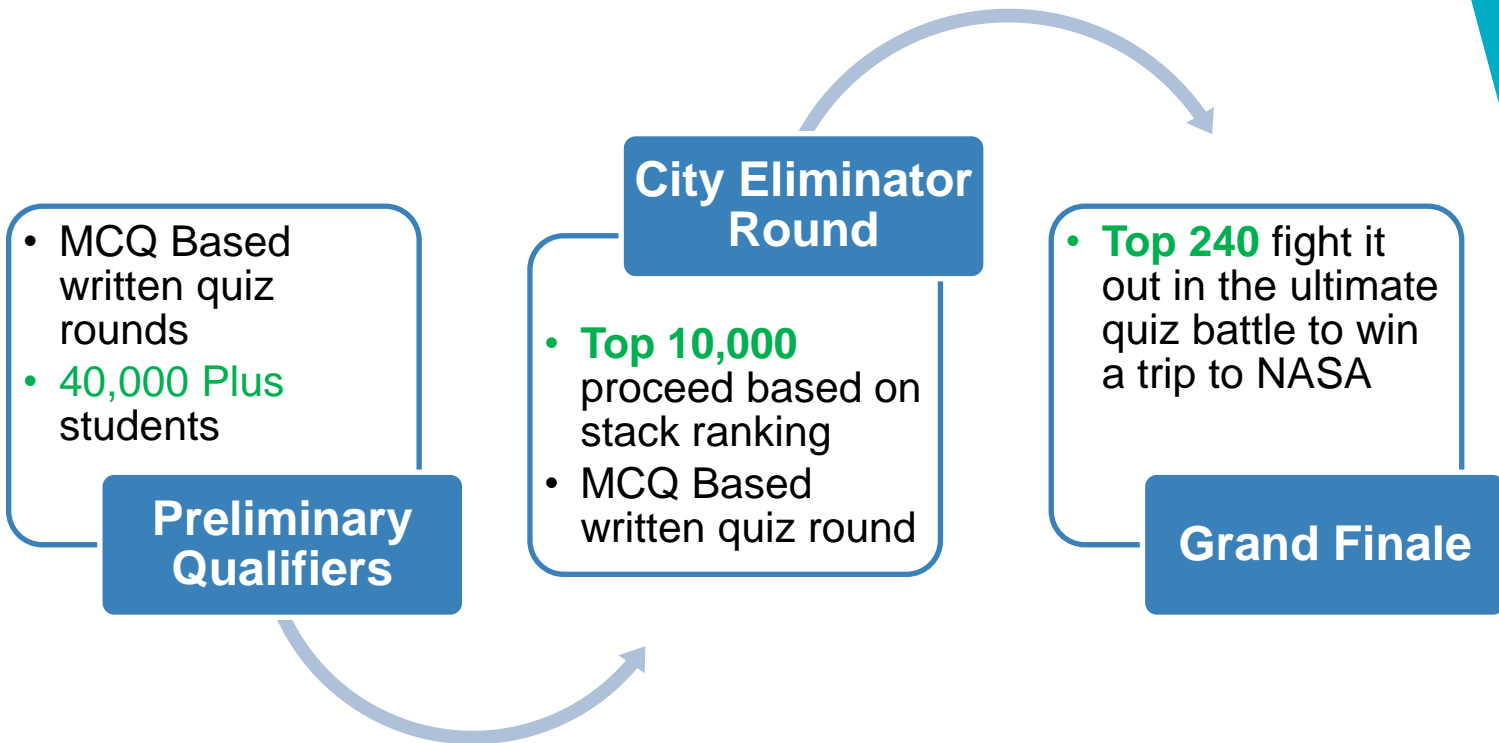 • MCQ Based
written quiz
rounds
• 40,000 Plus
students
Preliminary
Qualifiers
City Eliminator
Round
• Top 10,000
proceed based on
stack ranking
• MCQ Based
written quiz round
• Top 240 fight it
out in the ultimate
quiz battle to win
a trip to NASA
Grand Finale